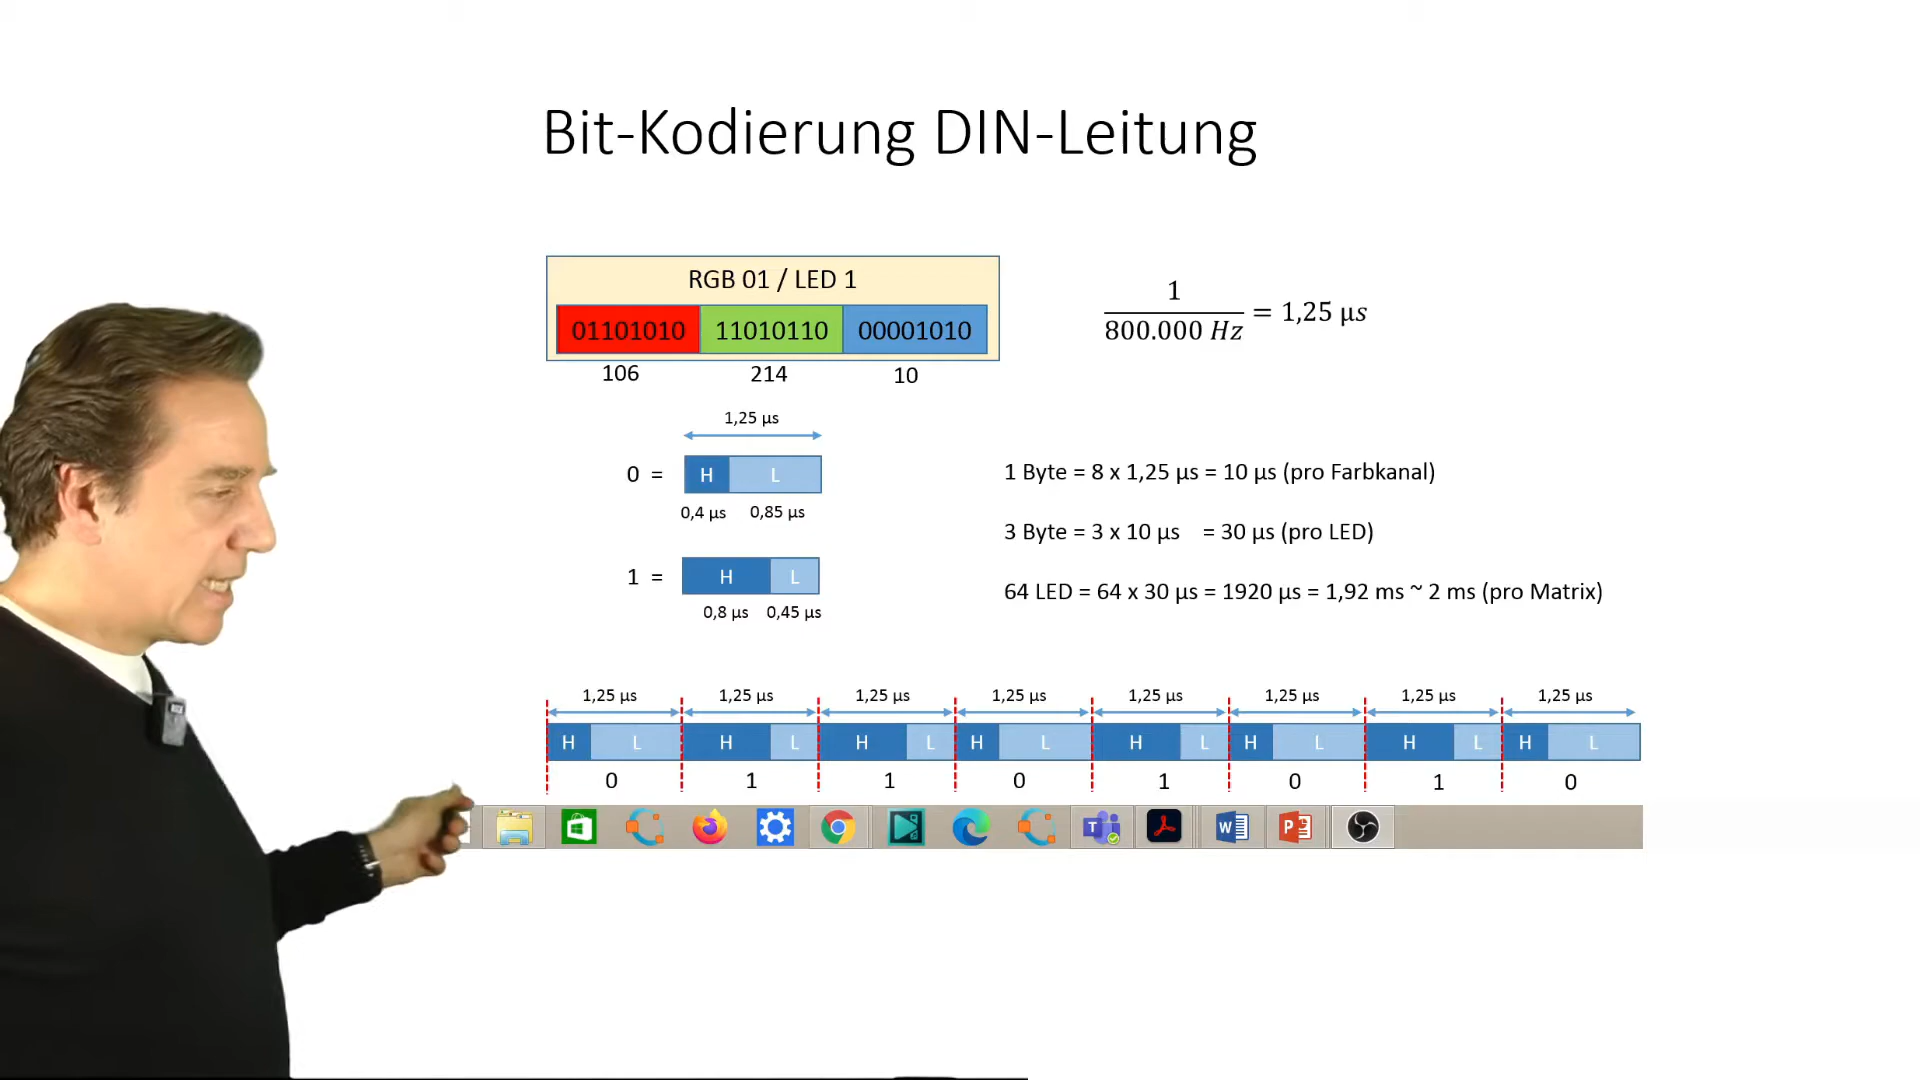 Bit-Kodierung DIN-Leitung
RGB 01 / LED 1
01101010 11010110 00001010
106 214 10
1
800.000 Hz
= 1,25 µs
1,25 µs
0 = H L
0,4 µs 0,85 µs
1 = H L
0,8 µs 0,45 µs
1 Byte = 8 x 1,25 µs = 10 µs (pro Farbkanal)
3 Byte = 3 x 10 µs = 30 µs (pro LED)
64 LED = 64 x 30 µs = 1920 µs = 1,92 ms ~ 2 ms (pro Matrix)
1,25 µs 1,25 µs 1,25 µs 1,25 µs 1,25 µs 1,25 µs 1,25 µs 1,25 µs
H L H L H L H L H L H L H L H L
0 1 1 0 1 0 1 0
T W P